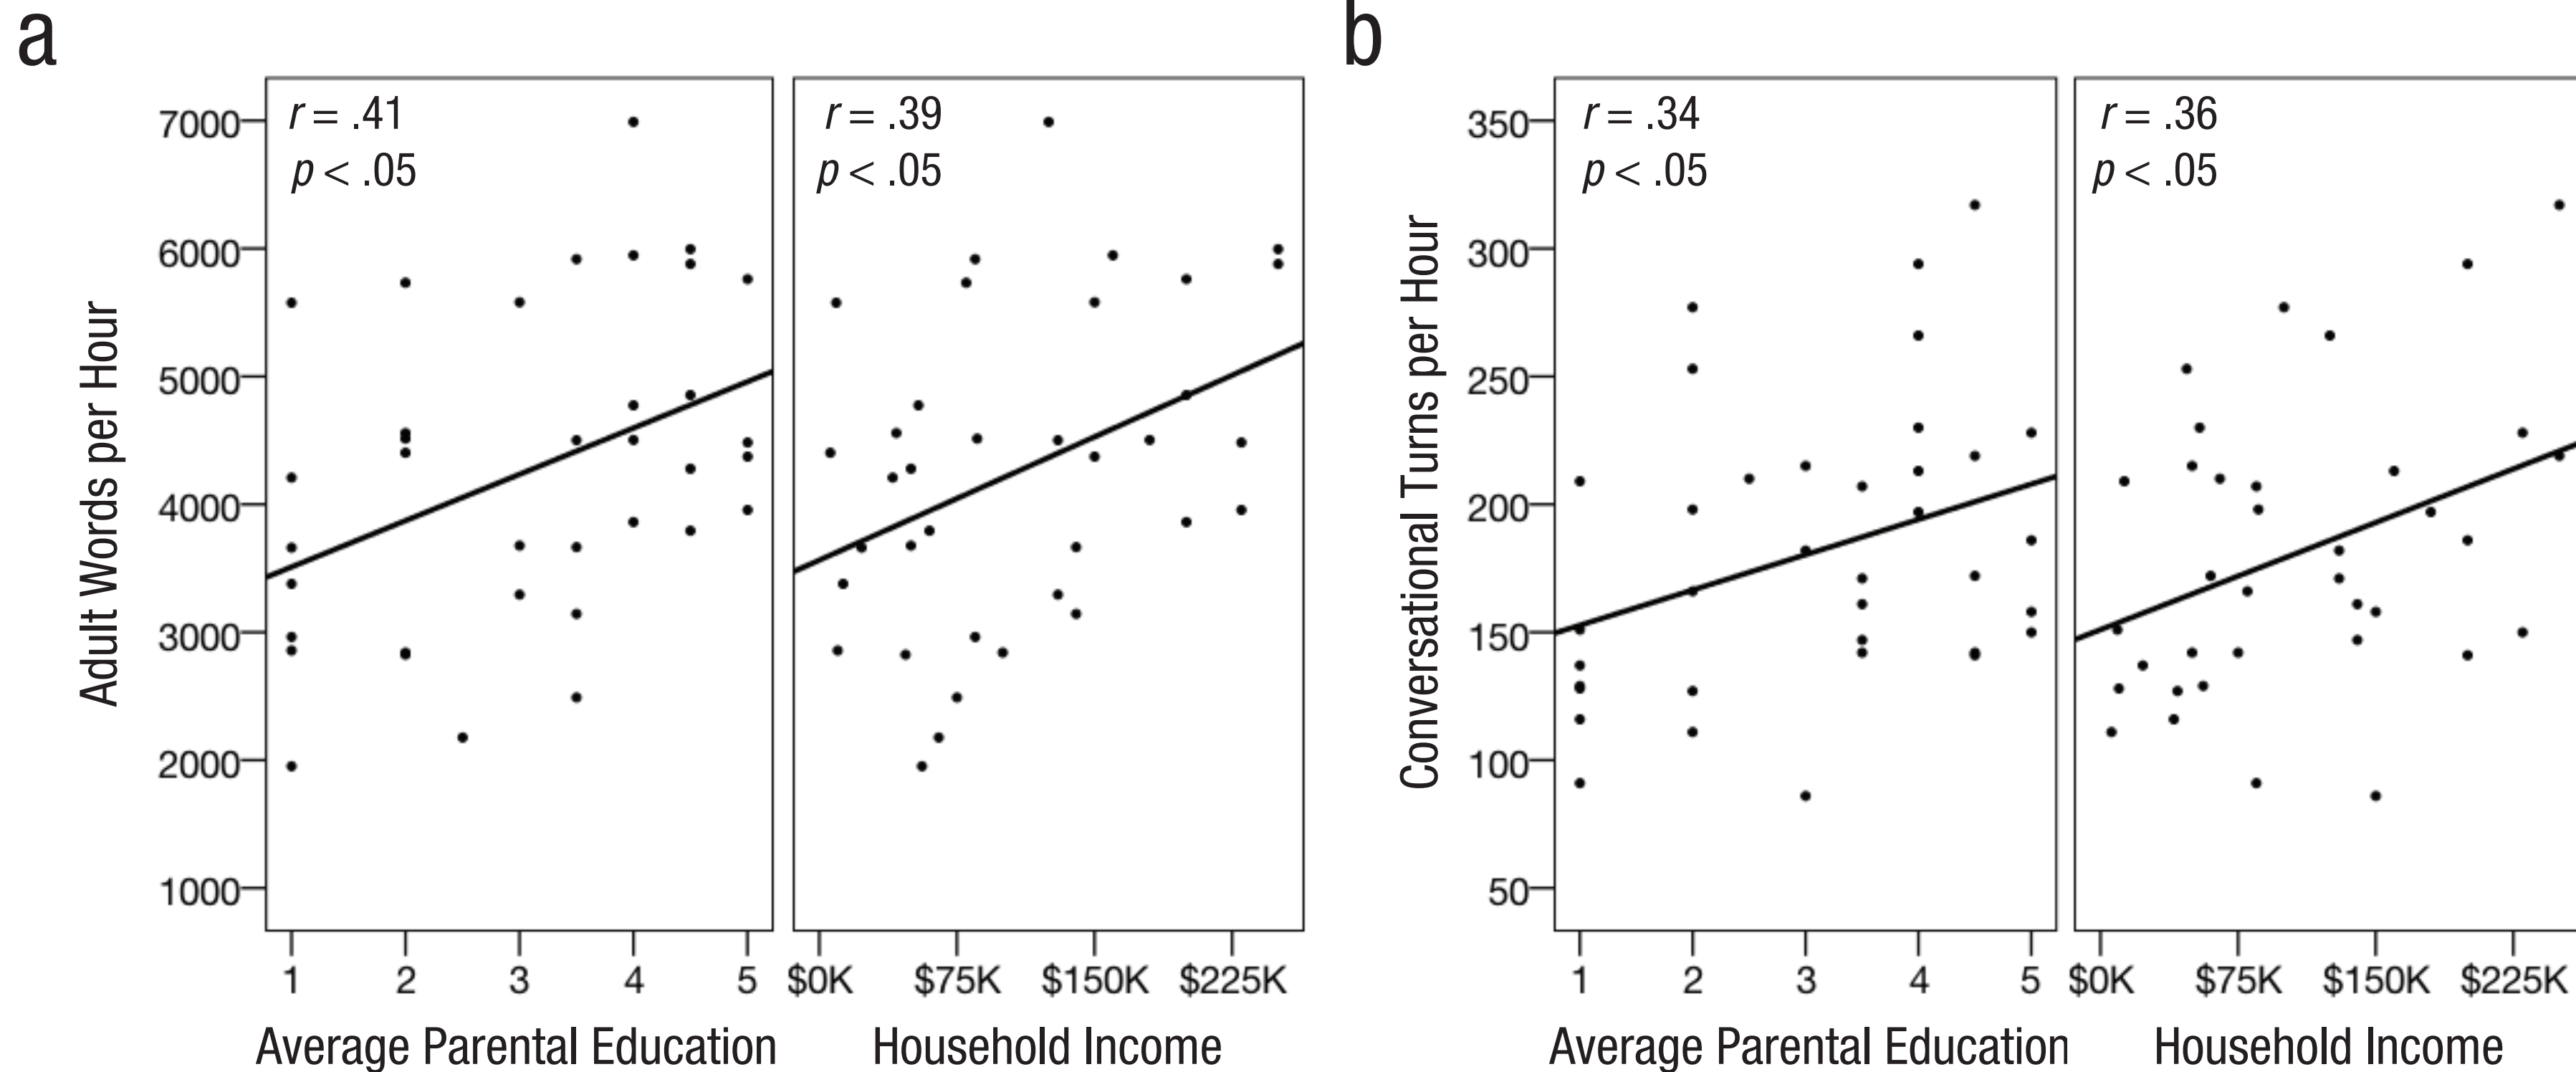 a
b
r = .41
p < .05
r = .39
p < .05
r = .34
p < .05
r = .36
p < .05
7000
6000
5000
4000
3000
2000
1000
Adult Words per Hour
350
300
250
200
150
100
50
Conversational Turns per Hour
1 2 3 4 5
$0K $75K $150K $225K
1 2 3 4 5
$0K $75K $150K $225K
Average Parental Education
Household Income
Average Parental Education
Household Income